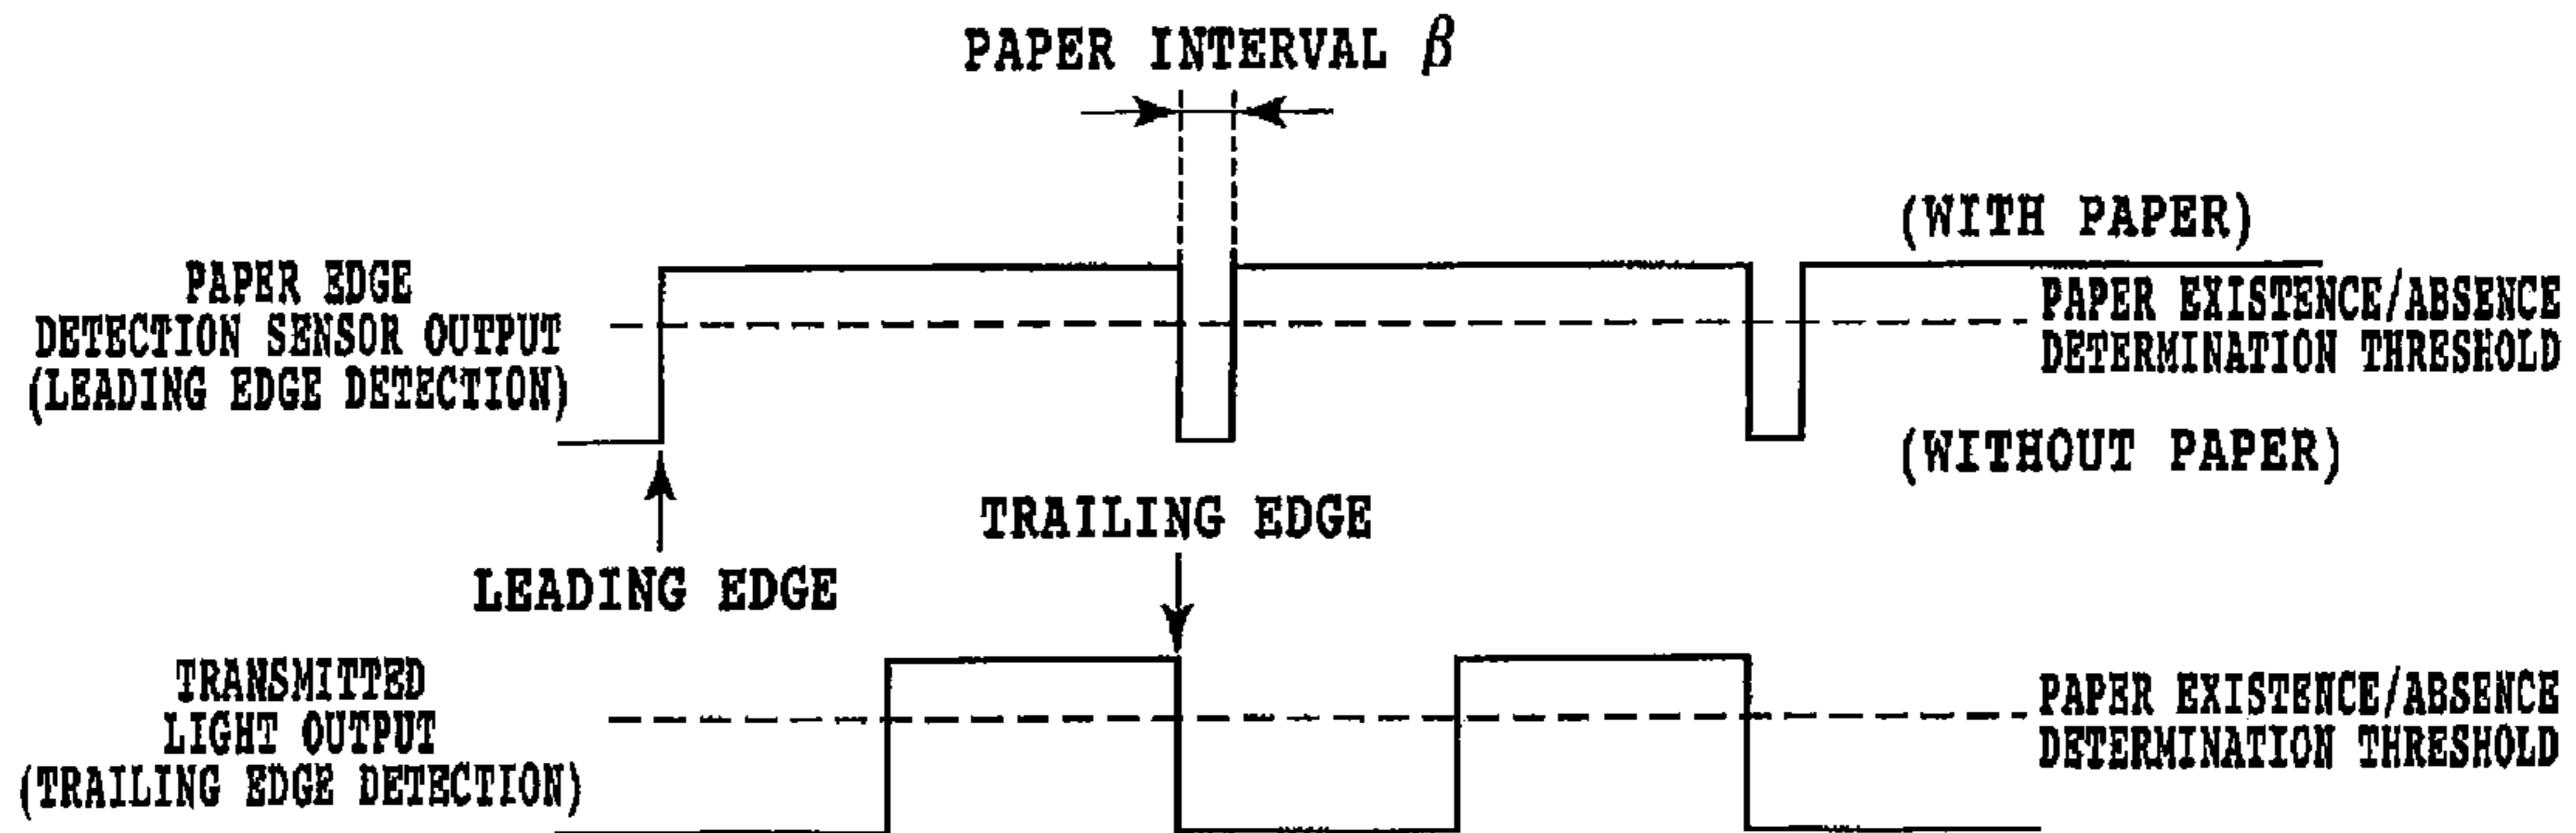 PAPER INTERVAL β
(WITH PAPER)
PAPER EDGE
DETECTION SENSOR OUTPUT
(LEADING EDGE DETECTION)
PAPER EXISTENCE/ABSENCE
DETERMINATION THRESHOLD
(WITHOUT PAPER)
TRAILING EDGE
LEADING EDGE
TRANSMITTED
LIGHT OUTPUT
(TRAILING EDGE DETECTION)
PAPER EXISTENCE/ABSENCE
DETERMINATION THRESHOLD